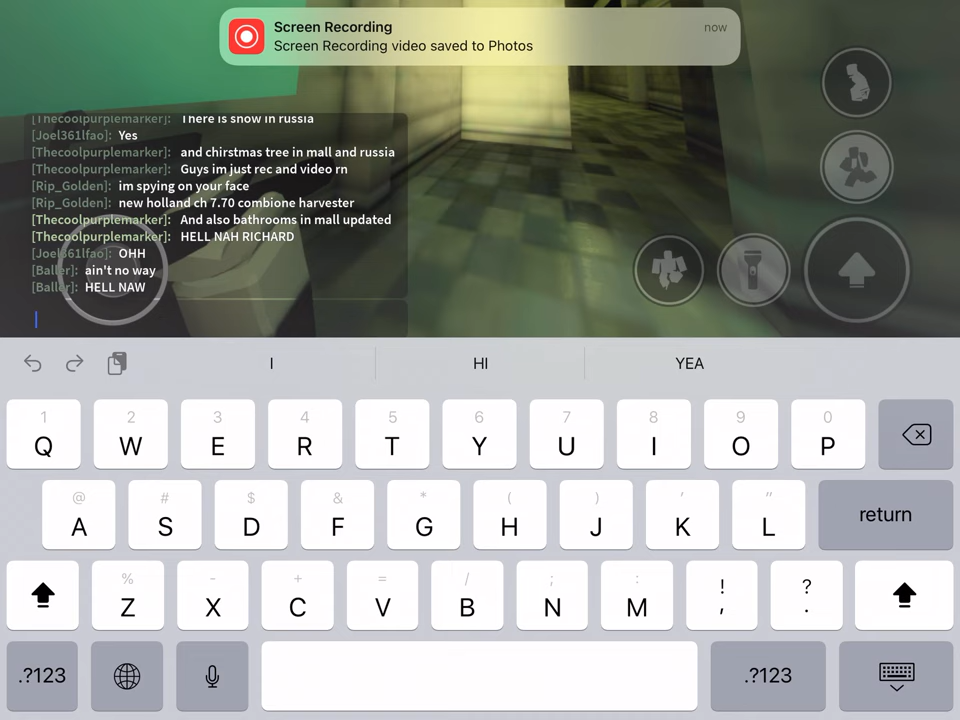 Screen Recording
now
Screen Recording video saved to Photos
[Thecoolpurplemarker]: There is snow in russia
[Joel361lfao]: Yes
[Thecoolpurplemarker]: and chirstmas tree in mall and russia
[Thecoolpurplemarker]: Guys im just rec and video rn
[Rip_Golden]: im spying on your face
[Rip_Golden]: new holland ch 7.70 combione harvester
[Thecoolpurplemarker]: And also bathrooms in mall updated
[Thecoolpurplemarker]: HELL NAH RICHARD
[Joel361lfao]: OHH
[Baller]: ain't no way
[Baller]: HELL NAW
I HI YEA
1 2 3 4 5 6 7 8 9 0
Q W E R T Y U I O P
@ # $ & * ( ) ' "
A S D F G H J K L return
% - + = / ; : ! ?
Z X C V B N M , .
.?123 .?123